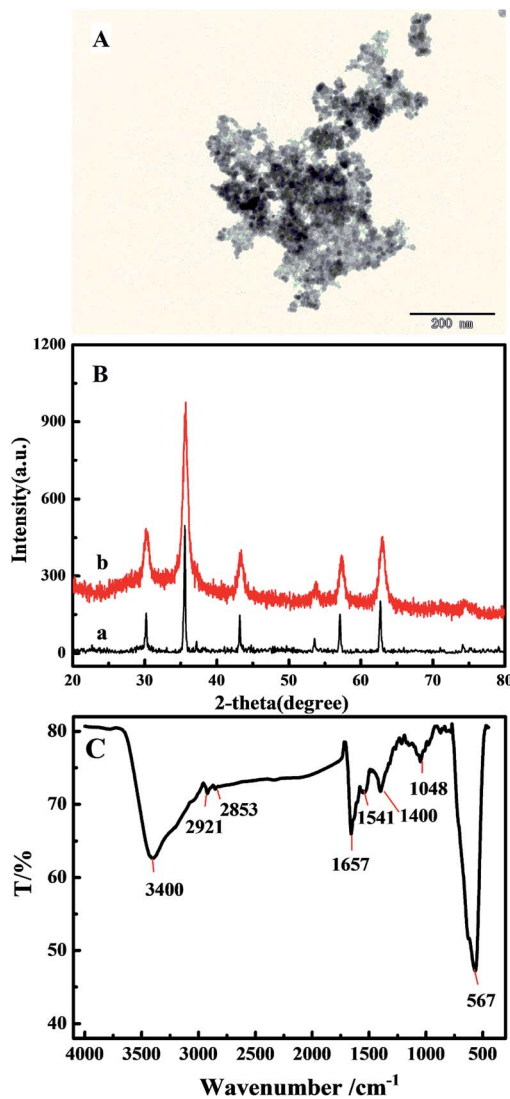 A
200 nm
1200
B
900
600
b
300
a
0
20 30 40 50 60 70 80
Intensity(a.u.)
2-theta(degree)
80
C
1048
2853
1541
1400
70
2921
1657
3400
60
50
567
40
4000 3500 3000 2500 2000 1500 1000 500
T/%
Wavenumber /cm-1